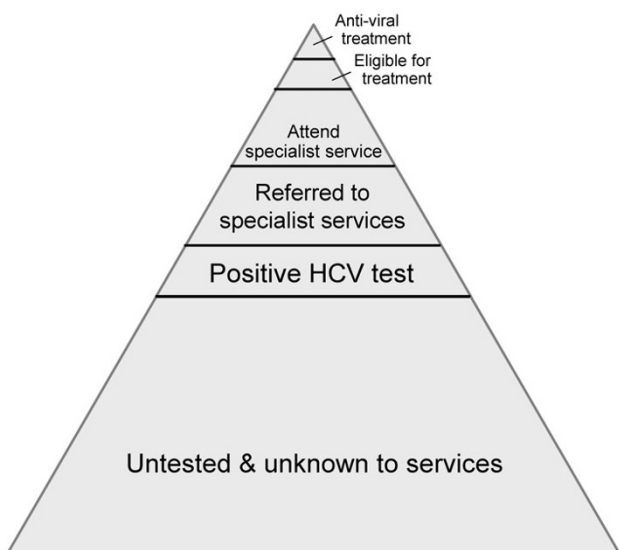 Anti-viral
treatment
Eligible for
treatment
Attend
specialist service
Referred to
specialist services
Positive HCV test
Untested & unknown to services